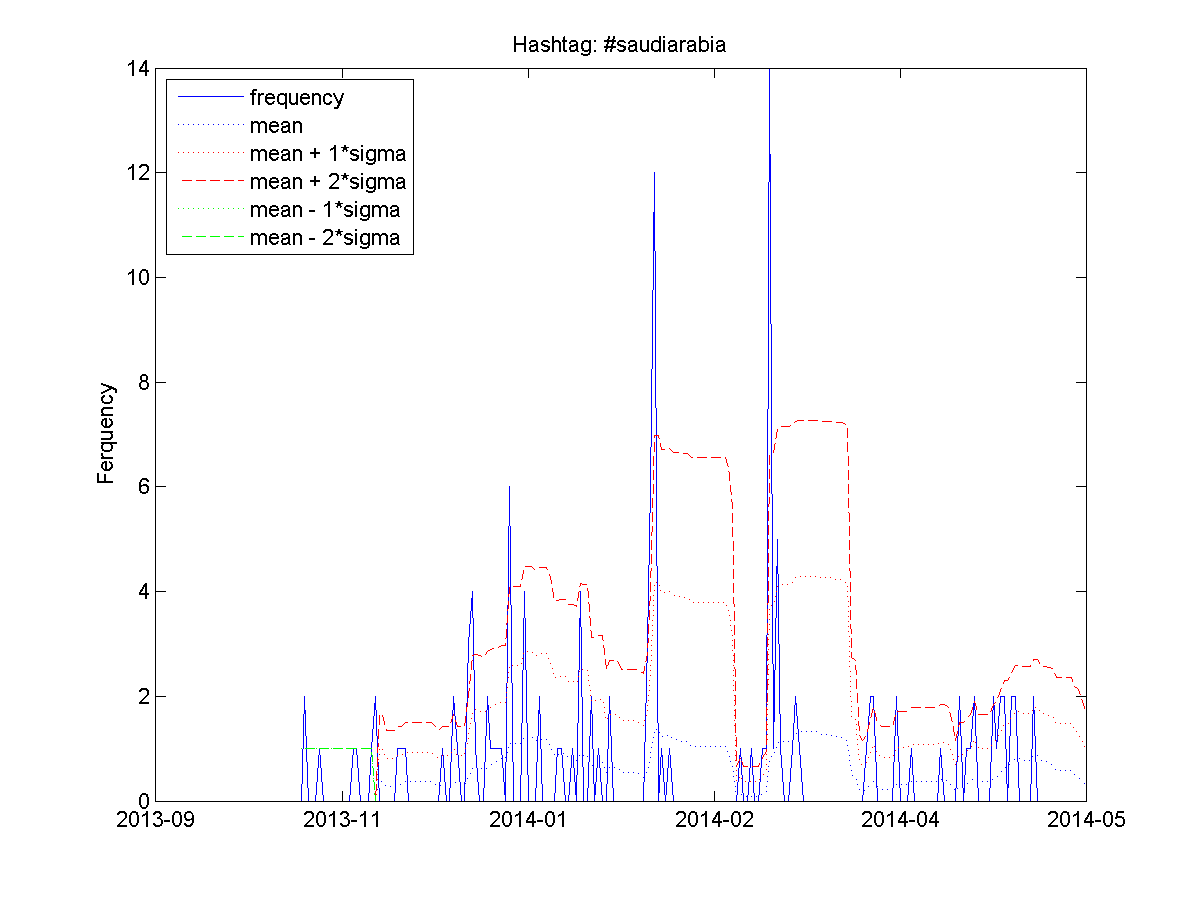 Hashtag: #saudiarabia
14
12
10
8
6
4
2
0
Ferquency
frequency
mean
mean + 1*sigma
mean + 2*sigma
mean - 1*sigma
mean - 2*sigma
2013-09 2013-11 2014-01 2014-02 2014-04 2014-05